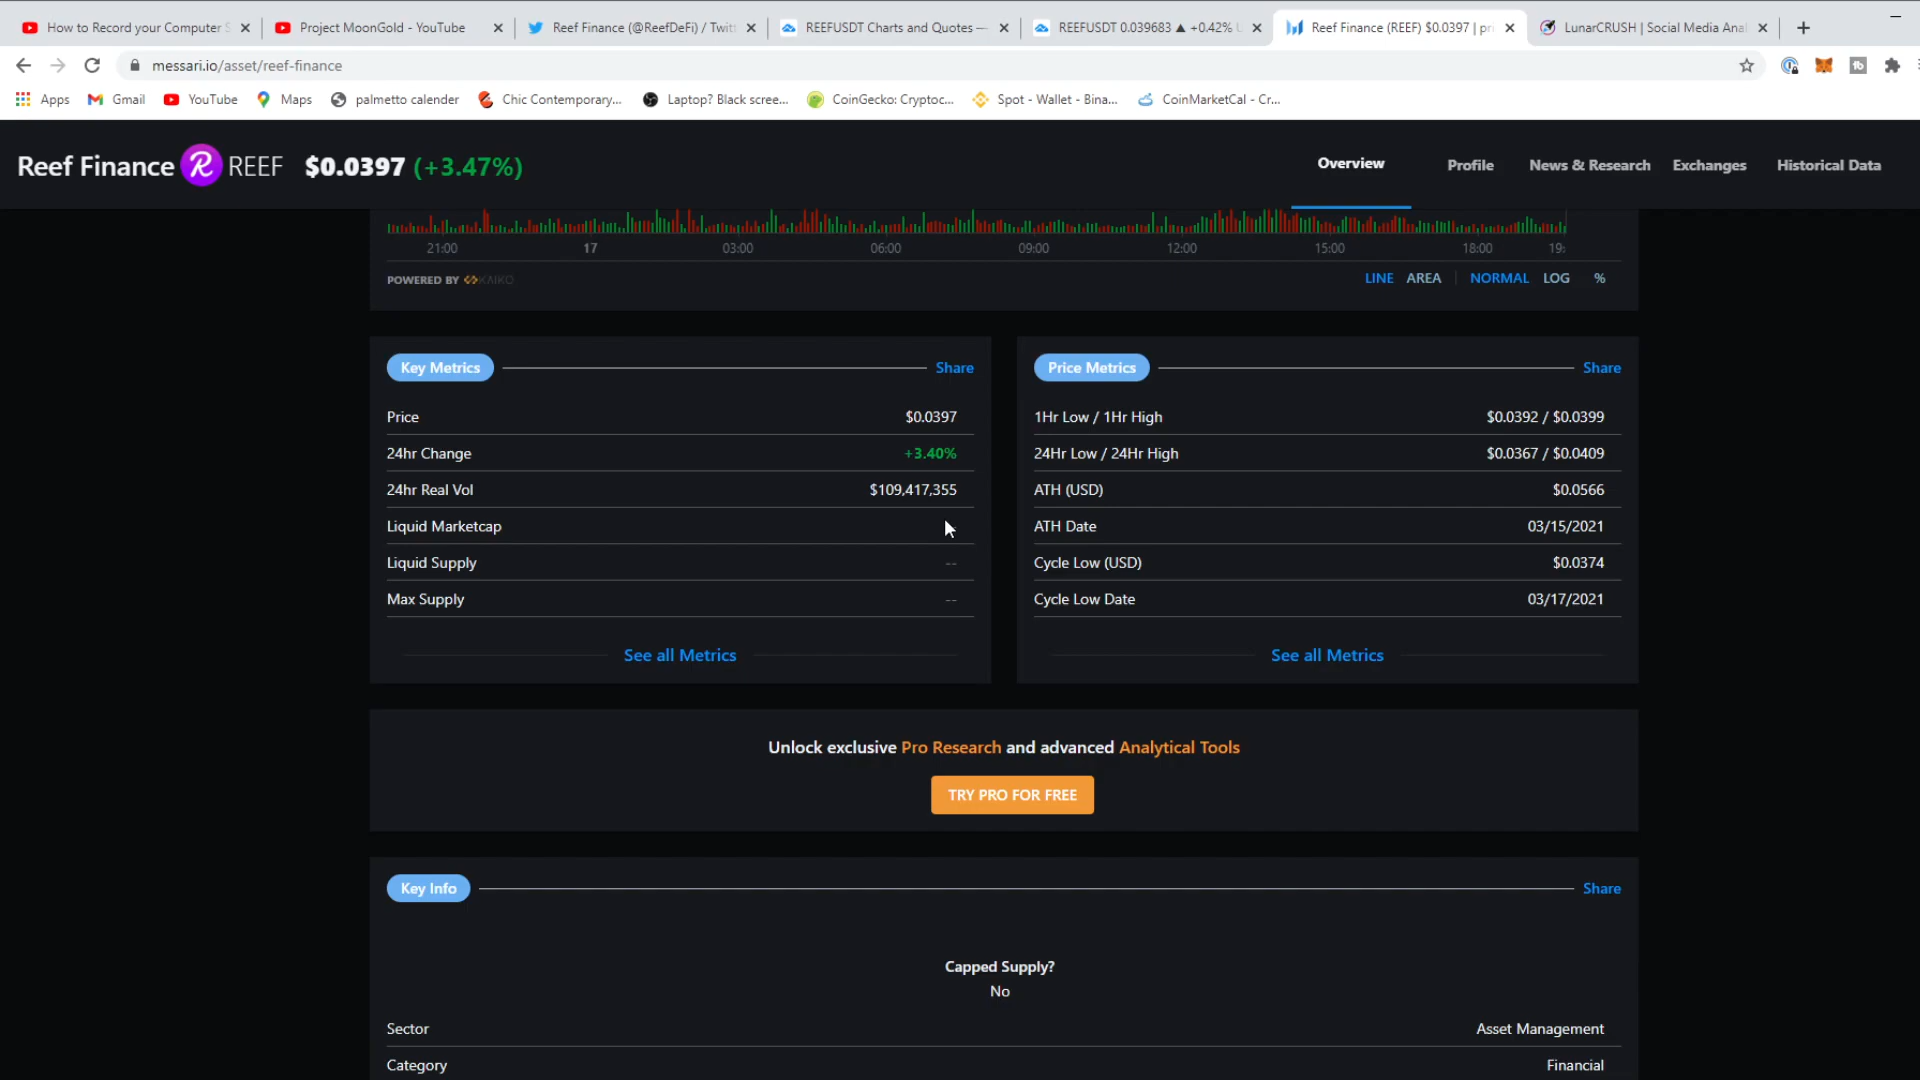 How to Record your Computer S
Project MoonGold - YouTube
Reef Finance (@ReefDeFi) / Twitt
REEFUSDT Charts and Quotes —
REEFUSDT 0.039683 ▲ +0.42% U
Reef Finance (REEF) $0.0397 | pri
LunarCRUSH | Social Media Anal
messari.io/asset/reef-finance
Apps
Gmail
YouTube
Maps
palmetto calender
Chic Contemporary...
Laptop? Black scree...
CoinGecko: Cryptoc...
Spot - Wallet - Bina...
CoinMarketCal - Cr...
Reef Finance REEF $0.0397 (+3.47%)
Overview
Profile
News & Research
Exchanges
Historical Data
21:00 17 03:00 06:00 09:00 12:00 15:00 18:00 19:
POWERED BY KAIKO
LINE AREA NORMAL LOG %
Key Metrics
Share
Price $0.0397
24hr Change +3.40%
24hr Real Vol $109,417,355
Liquid Marketcap
Liquid Supply --
Max Supply --
See all Metrics
Price Metrics
Share
1Hr Low / 1Hr High $0.0392 / $0.0399
24Hr Low / 24Hr High $0.0367 / $0.0409
ATH (USD) $0.0566
ATH Date 03/15/2021
Cycle Low (USD) $0.0374
Cycle Low Date 03/17/2021
See all Metrics
Unlock exclusive Pro Research and advanced Analytical Tools
TRY PRO FOR FREE
Key Info
Share
Capped Supply?
No
Sector Asset Management
Category Financial